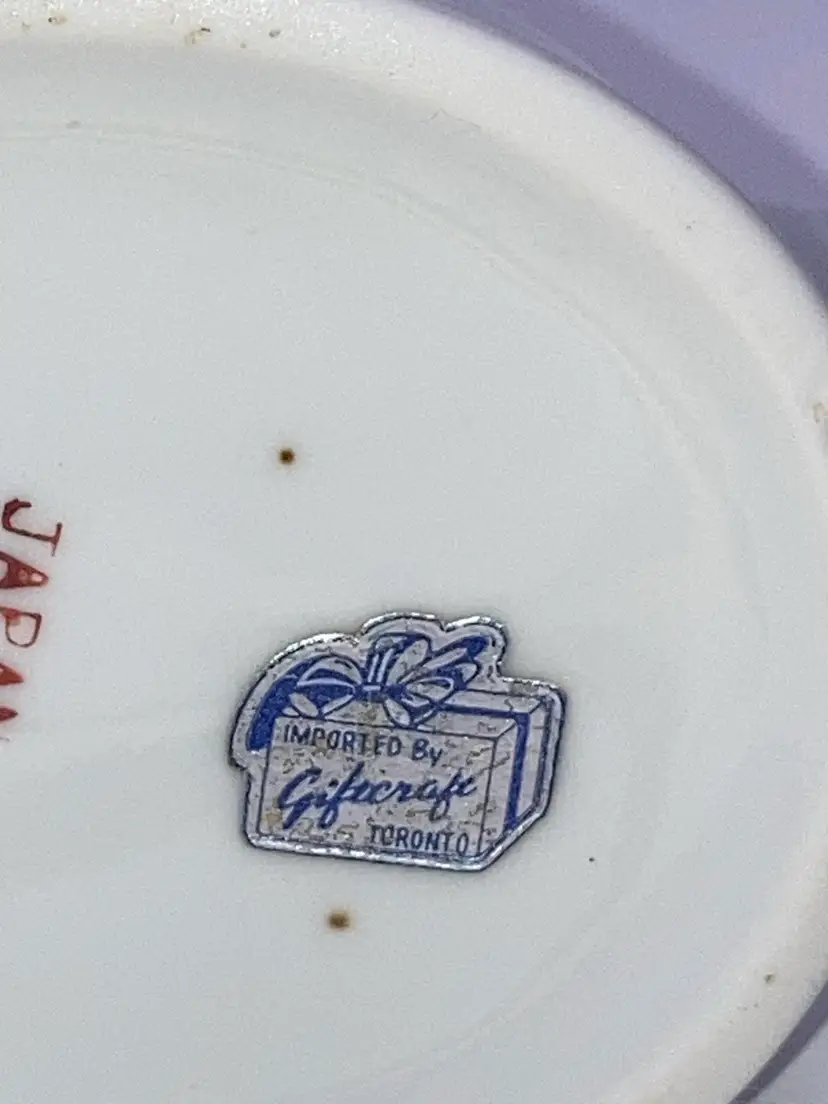 JAPAN
IMPORTED By
Giftcraft
TORONTO